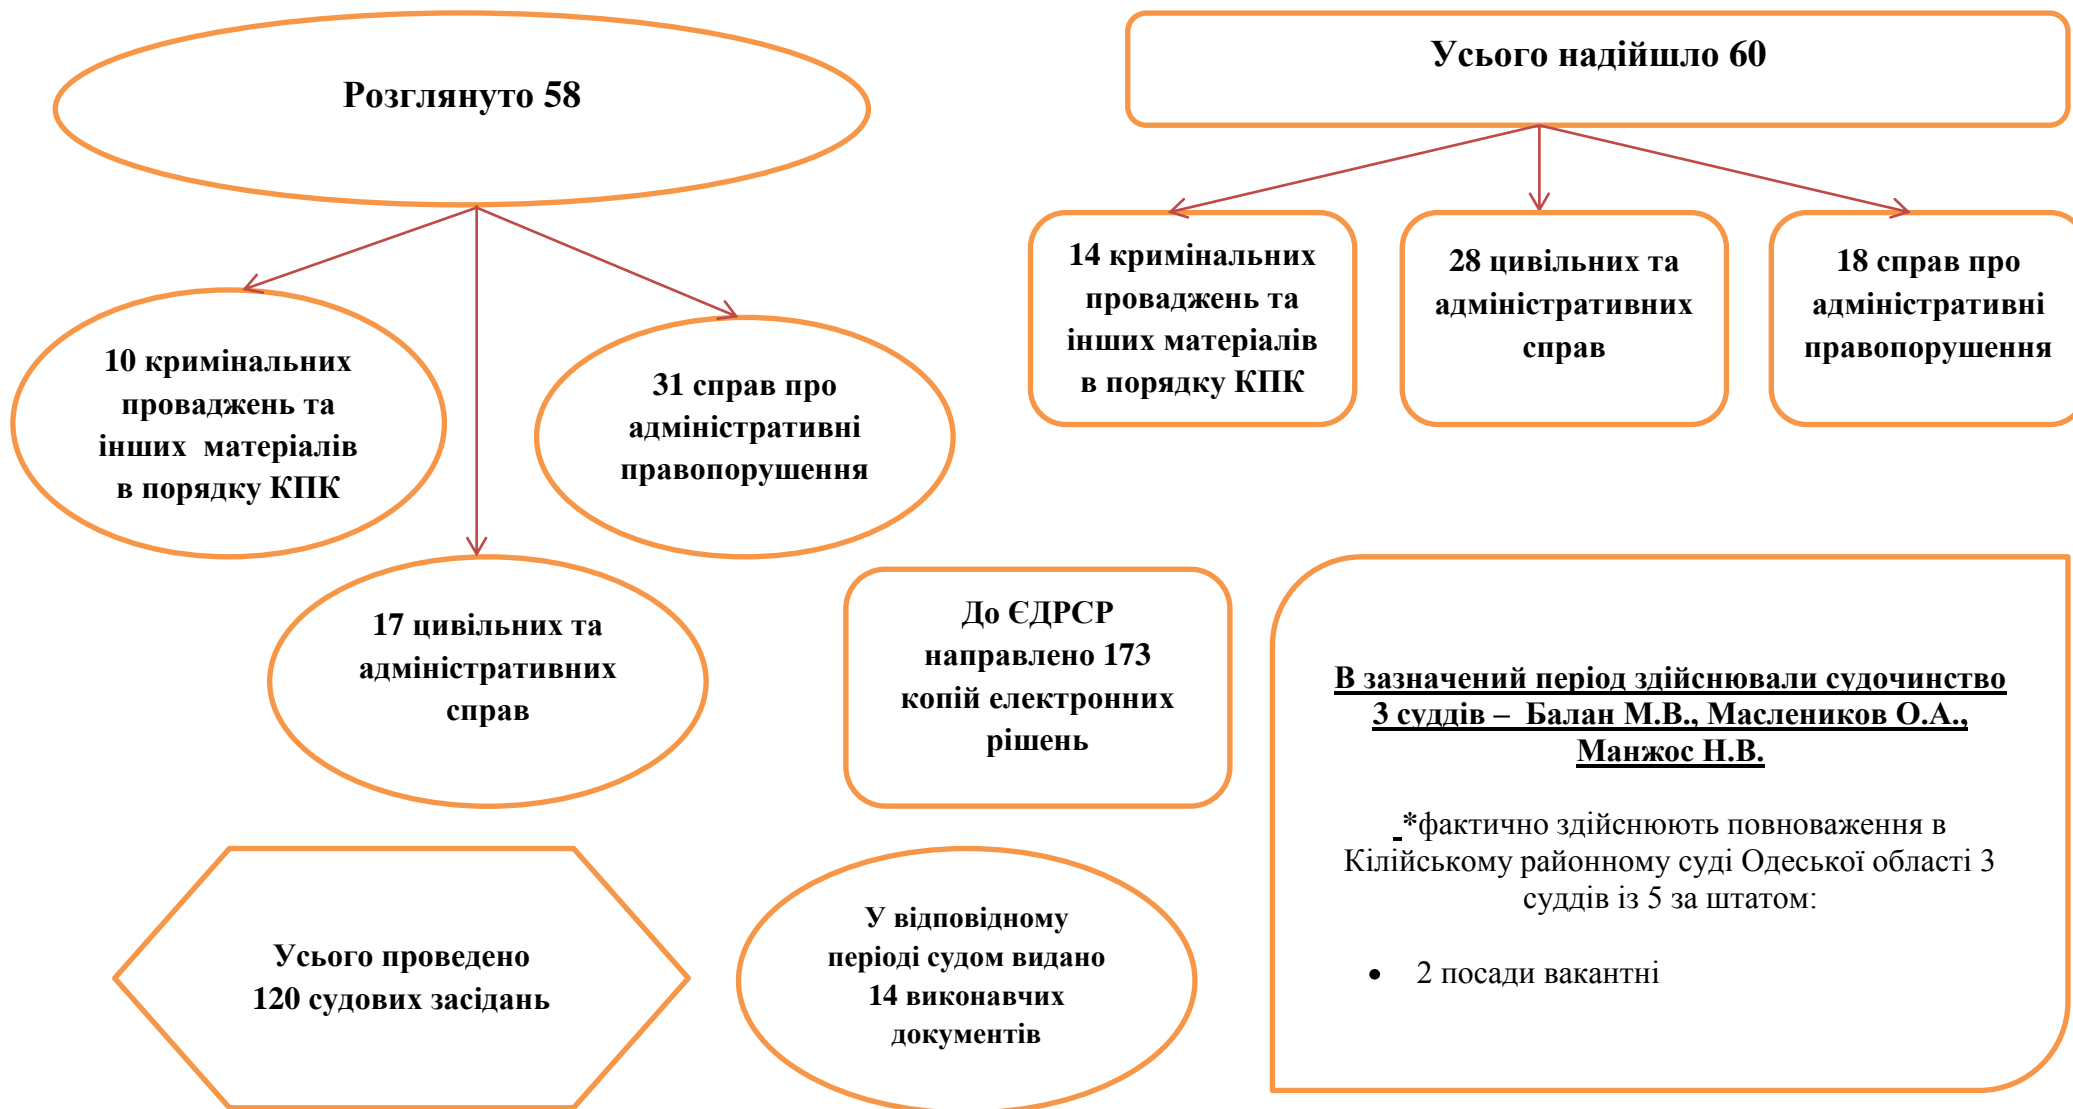 Розглянуто 58
Усього надійшло 60
10 кримінальних
проваджень та
інших  матеріалів
в порядку КПК
31 справ про
адміністративні
правопорушення
17 цивільних та
адміністративних
справ
14 кримінальних
проваджень та
інших матеріалів
в порядку КПК
28 цивільних та
адміністративних
справ
18 справ про
адміністративні
правопорушення
До ЄДРСР
направлено 173
копій електронних
рішень
В зазначений період здійснювали судочинство
3 суддів –  Балан М.В., Маслеников О.А.,
Манжос Н.В.
*фактично здійснюють повноваження в
Кілійському районному суді Одеської області 3
суддів із 5 за штатом:
• 2 посади вакантні
Усього проведено
120 судових засідань
У відповідному
періоді судом видано
14 виконавчих
документів